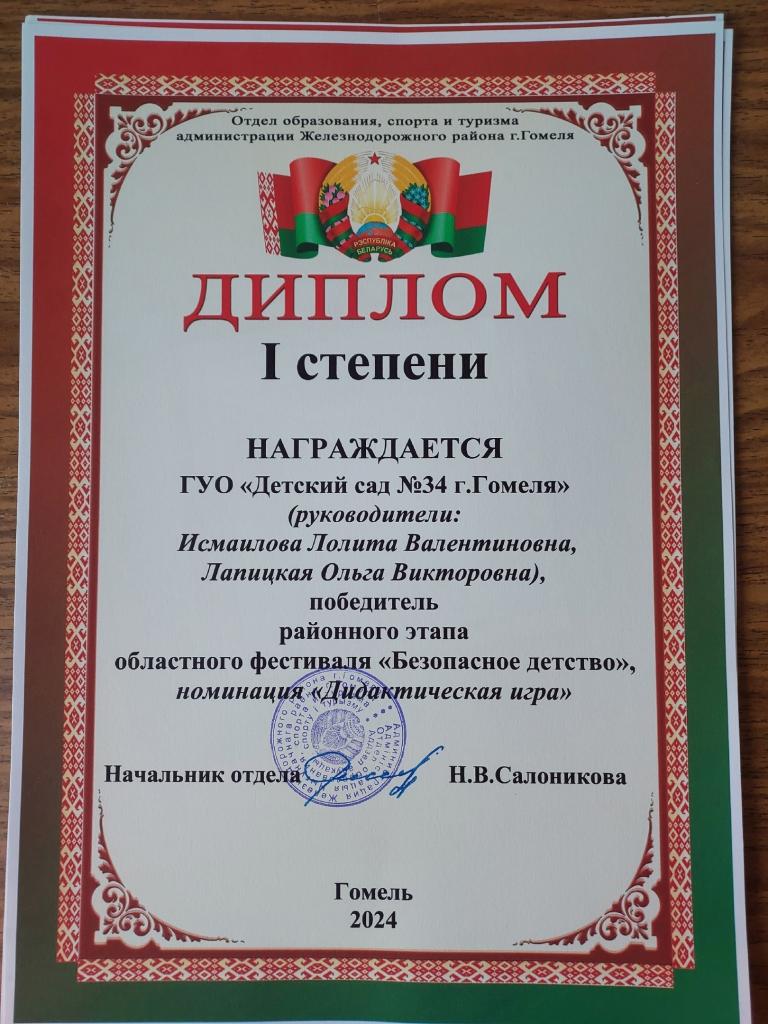 Отдел образования, спорта и туризма
администрации Железнодорожного района г.Гомеля
РЭСПУБЛІКА
БЕЛАРУСЬ
ДИПЛОМ
I степени
НАГРАЖДАЕТСЯ
ГУО «Детский сад №34 г.Гомеля»
(руководители:
Исмаилова Лолита Валентиновна,
Лапицкая Ольга Викторовна),
победитель
районного этапа
областного фестиваля «Безопасное детство»,
номинация «Дидактическая игра»
Начальник отдела Н.В.Салоникова
Гомель
2024